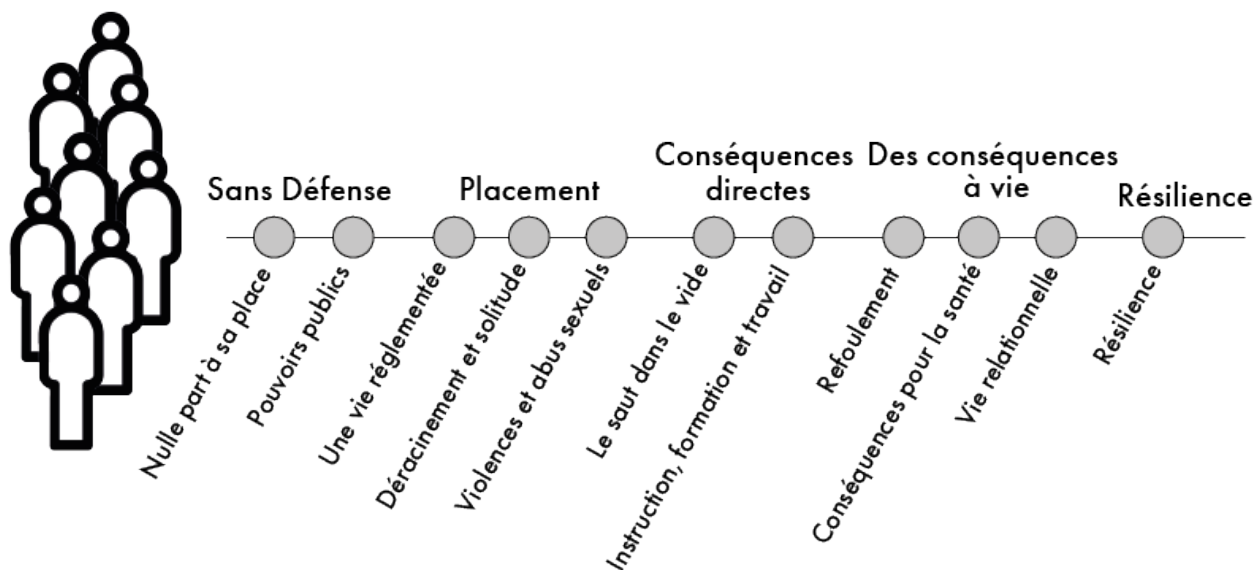 Sans Défense
Placement
Conséquences
directes
Des conséquences
à vie
Résilience
Nulle part à sa place
Pouvoirs publics
Une vie réglementée
Déracinement et solitude
Violences et abus sexuels
Le saut dans le vide
Instruction, formation et travail
Refoulement
Conséquences pour la santé
Vie relationnelle
Résilience